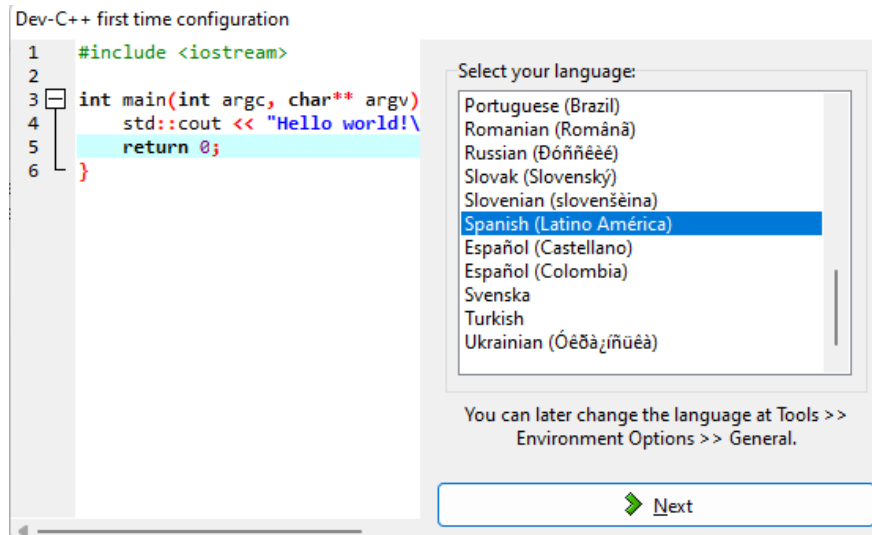 Dev-C++ first time configuration
1 #include <iostream>
2
3 int main(int argc, char** argv)
4 std::cout << "Hello world!\
5 return 0;
6 }
Select your language:
Portuguese (Brazil)
Romanian (Românã)
Russian (Ðóññêèé)
Slovak (Slovenský)
Slovenian (slovenšèina)
Spanish (Latino América)
Español (Castellano)
Español (Colombia)
Svenska
Turkish
Ukrainian (Óêðà¿íñüêà)
You can later change the language at Tools >>
Environment Options >> General.
Next